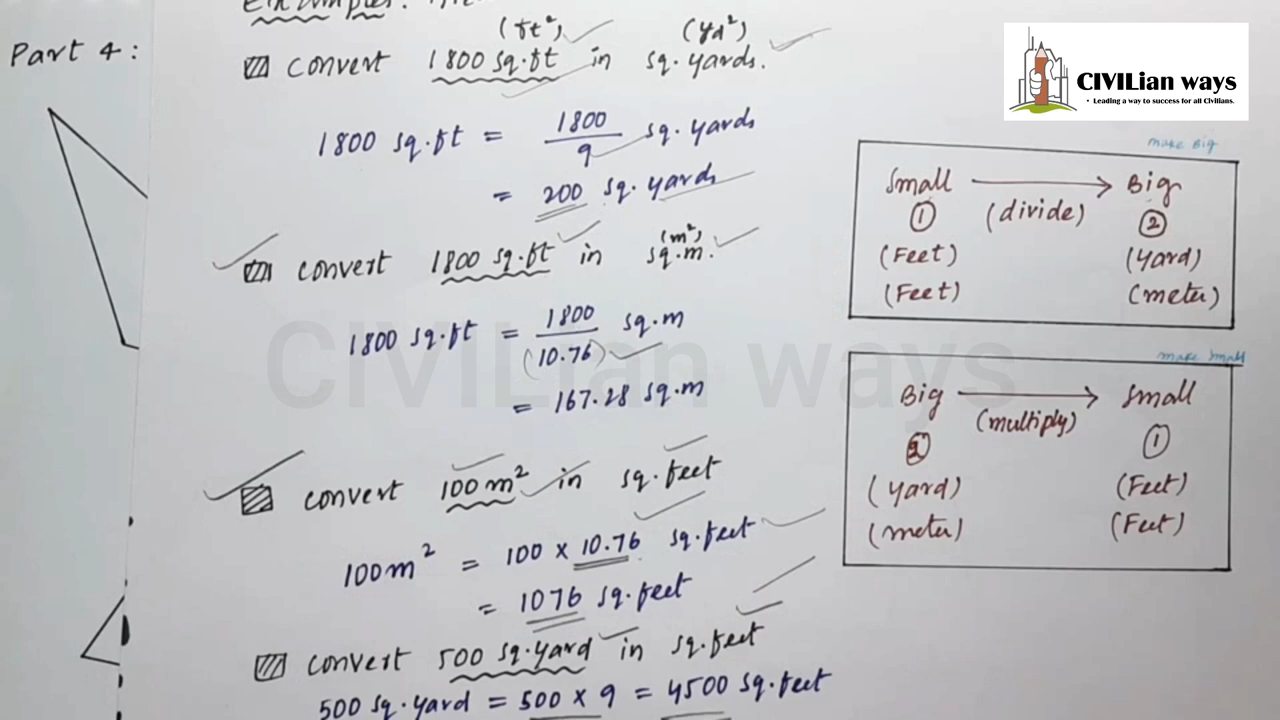 Examples:
Part 4:
(ft²) (yd²)
convert 1800 sq.ft in sq.yards.
1800 sq.ft = 1800/9 sq.yards
= 200 sq.yards
(m²)
convert 1800 sq.ft in sq.m.
1800 sq.ft = 1800/(10.76) sq.m
= 167.28 sq.m
convert 100m² in sq.feet
100m² = 100 × 10.76 sq.feet
= 1076 sq.feet
convert 500 sq.yard in sq.feet
500 sq.yard = 500 × 9 = 4500 sq.feet
CIVILian ways
• Leading a way to success for all Civilians.
make Big
Small → Big
① (divide) ②
(Feet) (Yard)
(Feet) (meter)
make small
Big → Small
(multiply)
② ①
(Yard) (Feet)
(meter) (Feet)
CIVILian ways